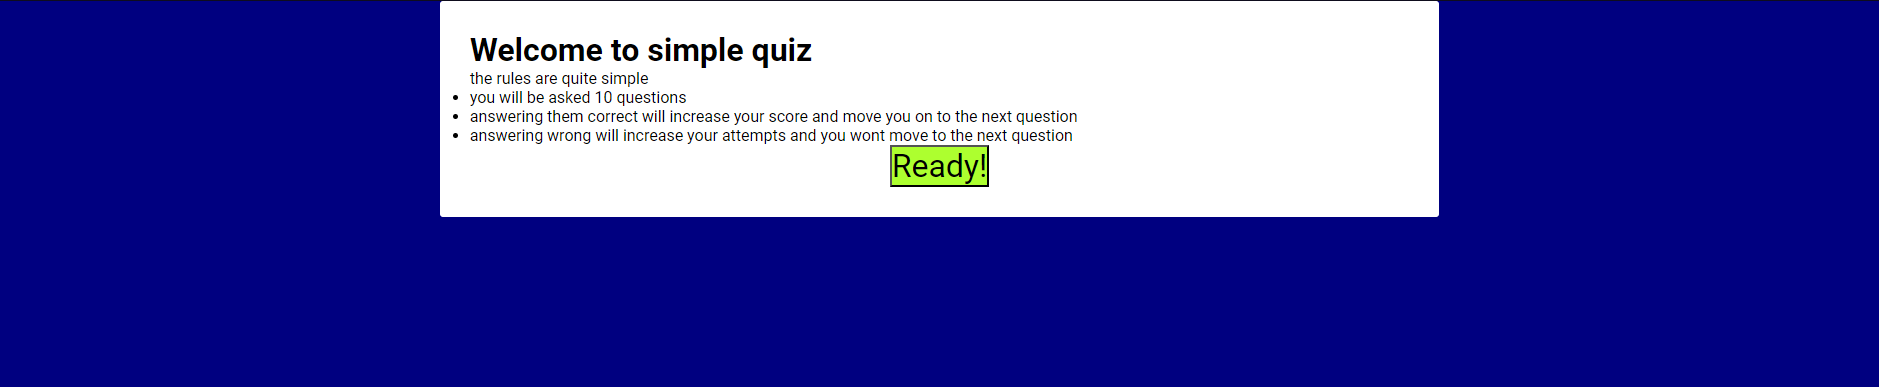 Welcome to simple quiz
the rules are quite simple
you will be asked 10 questions
answering them correct will increase your score and move you on to the next question
answering wrong will increase your attempts and you wont move to the next question
Ready!